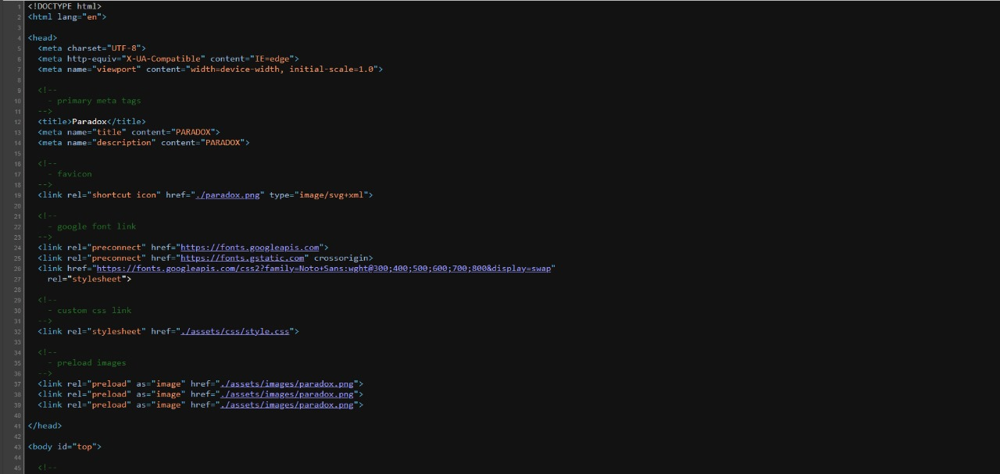 1 <!DOCTYPE html>
2 <html lang="en">
3
4 <head>
5 <meta charset="UTF-8">
6 <meta http-equiv="X-UA-Compatible" content="IE=edge">
7 <meta name="viewport" content="width=device-width, initial-scale=1.0">
8
9 <!--
10 - primary meta tags
11 -->
12 <title>Paradox</title>
13 <meta name="title" content="PARADOX">
14 <meta name="description" content="PARADOX">
15
16 <!--
17 - favicon
18 -->
19 <link rel="shortcut icon" href="./paradox.png" type="image/svg+xml">
20
21 <!--
22 - google font link
23 -->
24 <link rel="preconnect" href="https://fonts.googleapis.com">
25 <link rel="preconnect" href="https://fonts.gstatic.com" crossorigin>
26 <link href="https://fonts.googleapis.com/css2?family=Noto+Sans:wght@300;400;500;600;700;800&display=swap"
27 rel="stylesheet">
28
29 <!--
30 - custom css link
31 -->
32 <link rel="stylesheet" href="./assets/css/style.css">
33
34 <!--
35 - preload images
36 -->
37 <link rel="preload" as="image" href="./assets/images/paradox.png">
38 <link rel="preload" as="image" href="./assets/images/paradox.png">
39 <link rel="preload" as="image" href="./assets/images/paradox.png">
40
41 </head>
42
43 <body id="top">
44
45 <!--